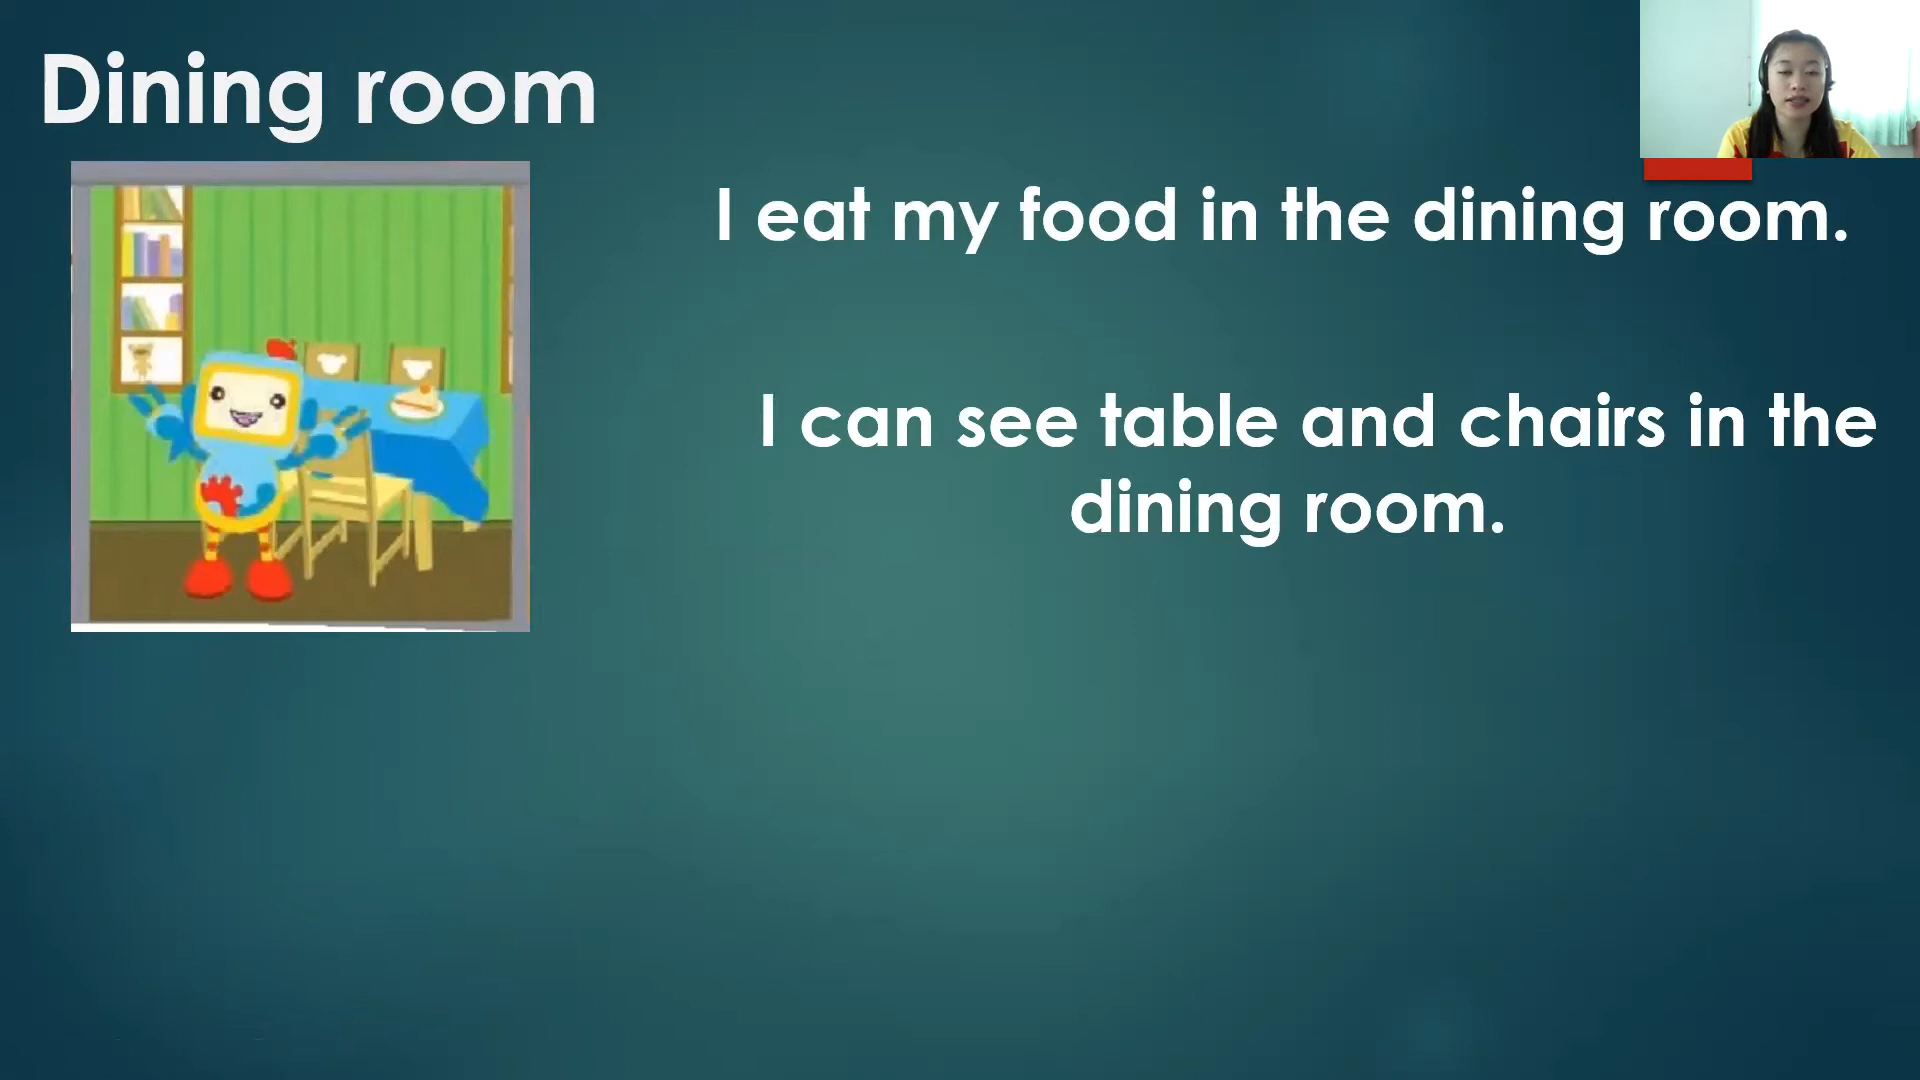 Dining room
I eat my food in the dining room.
I can see table and chairs in the
dining room.